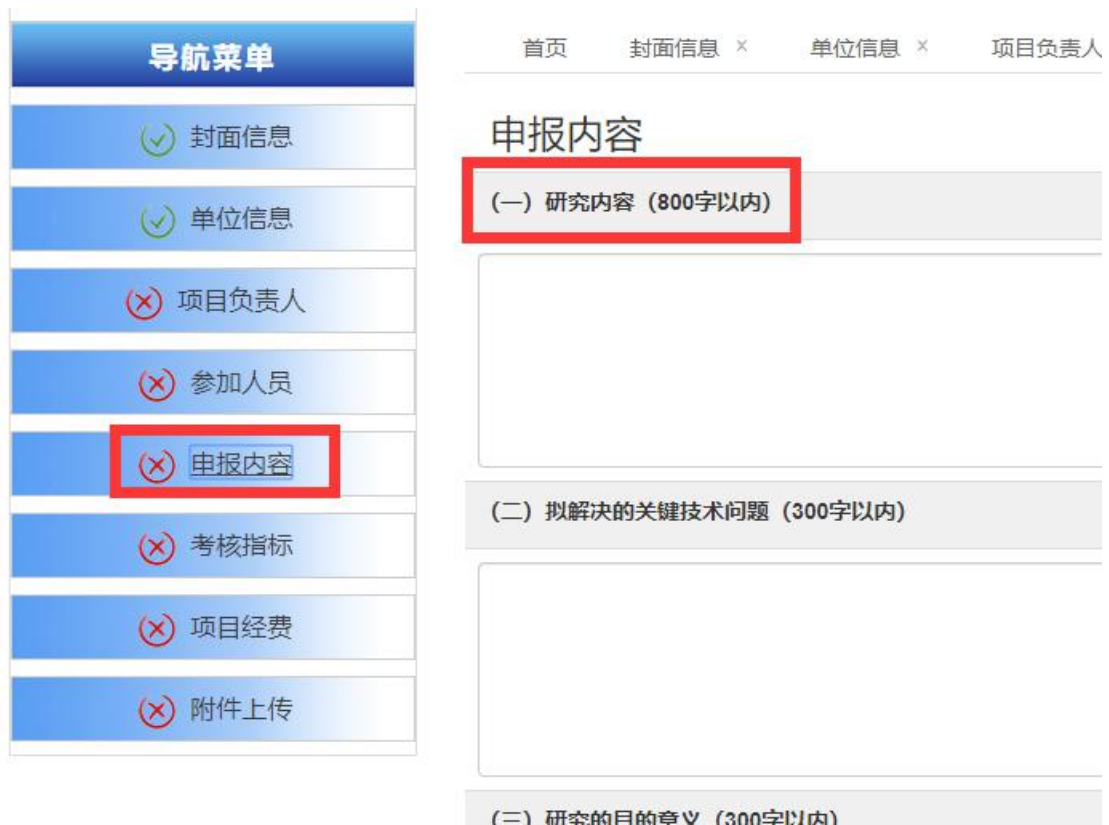 导航菜单
封面信息
单位信息
项目负责人
参加人员
申报内容
考核指标
项目经费
附件上传
首页 封面信息 × 单位信息 × 项目负责人
申报内容
（一）研究内容（800字以内）
（二）拟解决的关键技术问题（300字以内）
（三）研究的目的意义（300字以内）